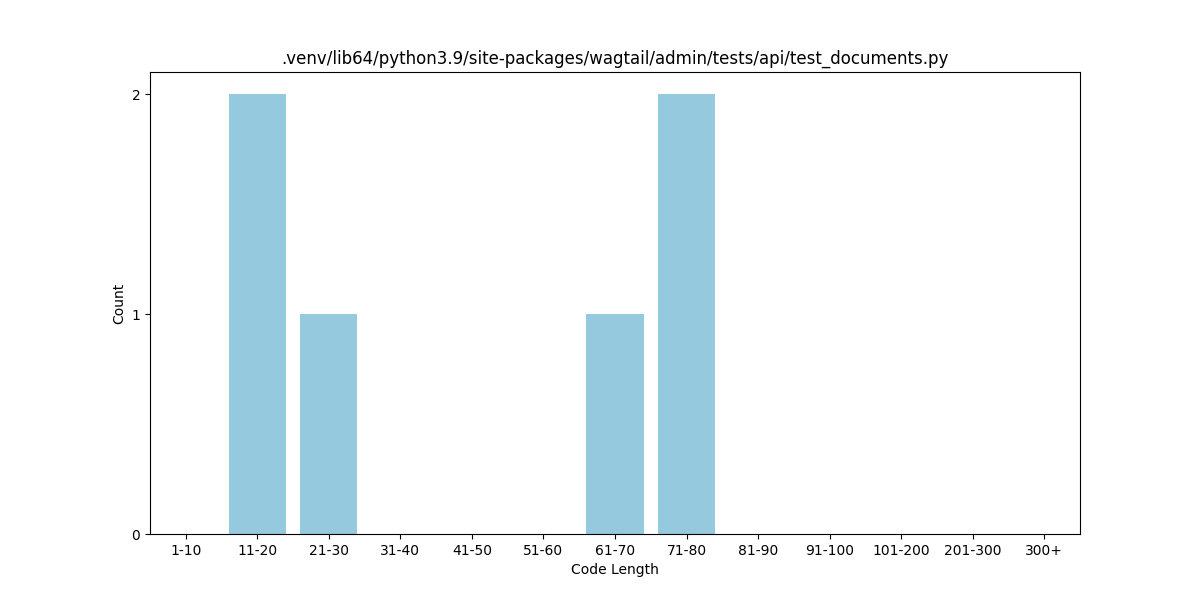 .venv/lib64/python3.9/site-packages/wagtail/admin/tests/api/test_documents.py
2
1
0
Count
1-10 11-20 21-30 31-40 41-50 51-60 61-70 71-80 81-90 91-100 101-200 201-300 300+
Code Length